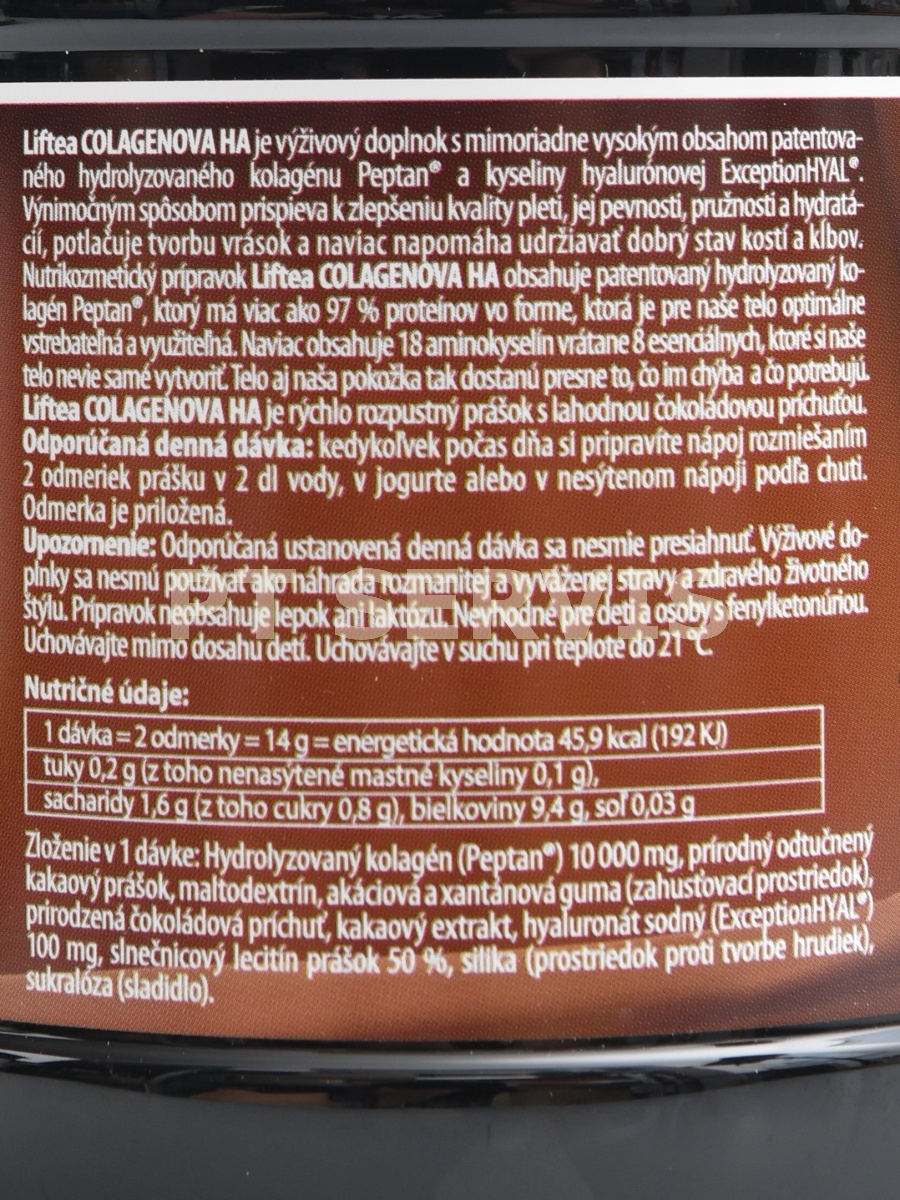 Liftea COLAGENOVA HA je výživový doplnok s mimoriadne vysokým obsahom patentova-
ného hydrolyzovaného kolagénu Peptan® a kyseliny hyalurónovej ExceptionHYAL®.
Výnimočným spôsobom prispieva k zlepšeniu kvality pleti, jej pevnosti, pružnosti a hydratá-
cii, potlačuje tvorbu vrások a naviac napomáha udržiavať dobrý stav kostí a kĺbov.
Nutrikozmetický prípravok Liftea COLAGENOVA HA obsahuje patentovaný hydrolyzovaný ko-
lagén Peptan®, ktorý má viac ako 97 % proteínov vo forme, ktorá je pre naše telo optimálne
vstrebateľná a využiteľná. Naviac obsahuje 18 aminokyselín vrátane 8 esenciálnych, ktoré si naše
telo nevie samé vytvoriť. Telo aj naša pokožka tak dostanú presne to, čo im chýba a čo potrebujú.
Liftea COLAGENOVA HA je rýchlo rozpustný prášok s lahodnou čokoládovou príchuťou.
Odporúčaná denná dávka: kedykoľvek počas dňa si pripravíte nápoj rozmiešaním
2 odmeriek prášku v 2 dl vody, v jogurte alebo v nesýtenom nápoji podľa chuti.
Odmerka je priložená.
Upozornenie: Odporúčaná ustanovená denná dávka sa nesmie presiahnuť. Výživové do-
plnky sa nesmú používať ako náhrada rozmanitej a vyváženej stravy a zdravého životného
štýlu. Prípravok neobsahuje lepok ani laktózu. Nevhodné pre deti a osoby s fenylketonúriou.
Uchovávajte mimo dosahu detí. Uchovávajte v suchu pri teplote do 21 °C.
PT SERVIS
Nutričné údaje:
1 dávka = 2 odmerky = 14 g = energetická hodnota 45,9 kcal (192 KJ)
tuky 0,2 g (z toho nenasýtené mastné kyseliny 0,1 g),
sacharidy 1,6 g (z toho cukry 0,8 g), bielkoviny 9,4 g, soľ 0,03 g
Zloženie v 1 dávke: Hydrolyzovaný kolagén (Peptan®) 10 000 mg, prírodný odtučnený
kakaový prášok, maltodextrín, akáciová a xantánová guma (zahusťovací prostriedok),
prirodzená čokoládová príchuť, kakaový extrakt, hyaluronát sodný (ExceptionHYAL®)
100 mg, slnečnicový lecitín prášok 50 %, silika (prostriedok proti tvorbe hrudiek),
sukralóza (sladidlo).